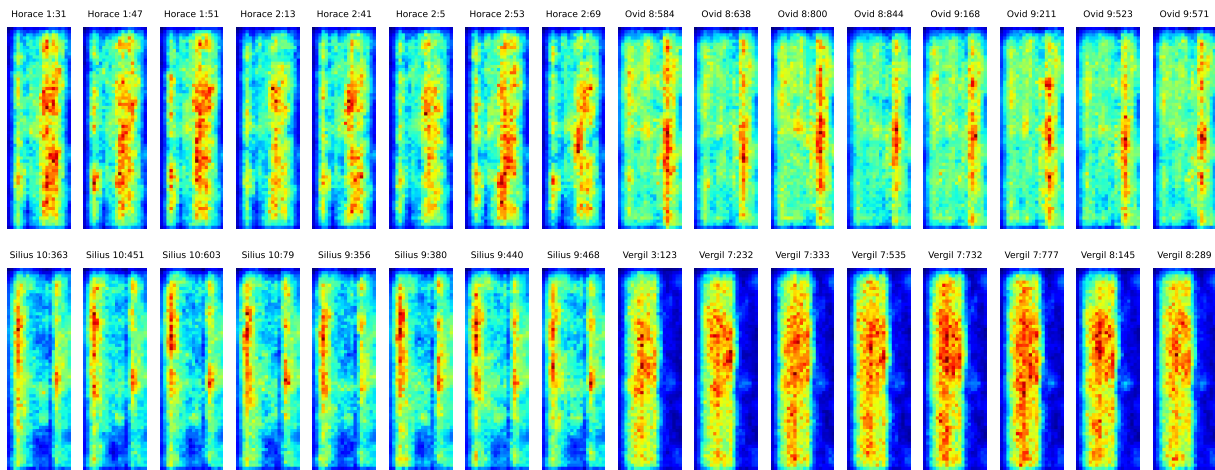 Horace 1:31 Horace 1:47 Horace 1:51 Horace 2:13 Horace 2:41 Horace 2:5 Horace 2:53 Horace 2:69 Ovid 8:584 Ovid 8:638 Ovid 8:800 Ovid 8:844 Ovid 9:168 Ovid 9:211 Ovid 9:523 Ovid 9:571
Silius 10:363 Silius 10:451 Silius 10:603 Silius 10:79 Silius 9:356 Silius 9:380 Silius 9:440 Silius 9:468 Vergil 3:123 Vergil 7:232 Vergil 7:333 Vergil 7:535 Vergil 7:732 Vergil 7:777 Vergil 8:145 Vergil 8:289